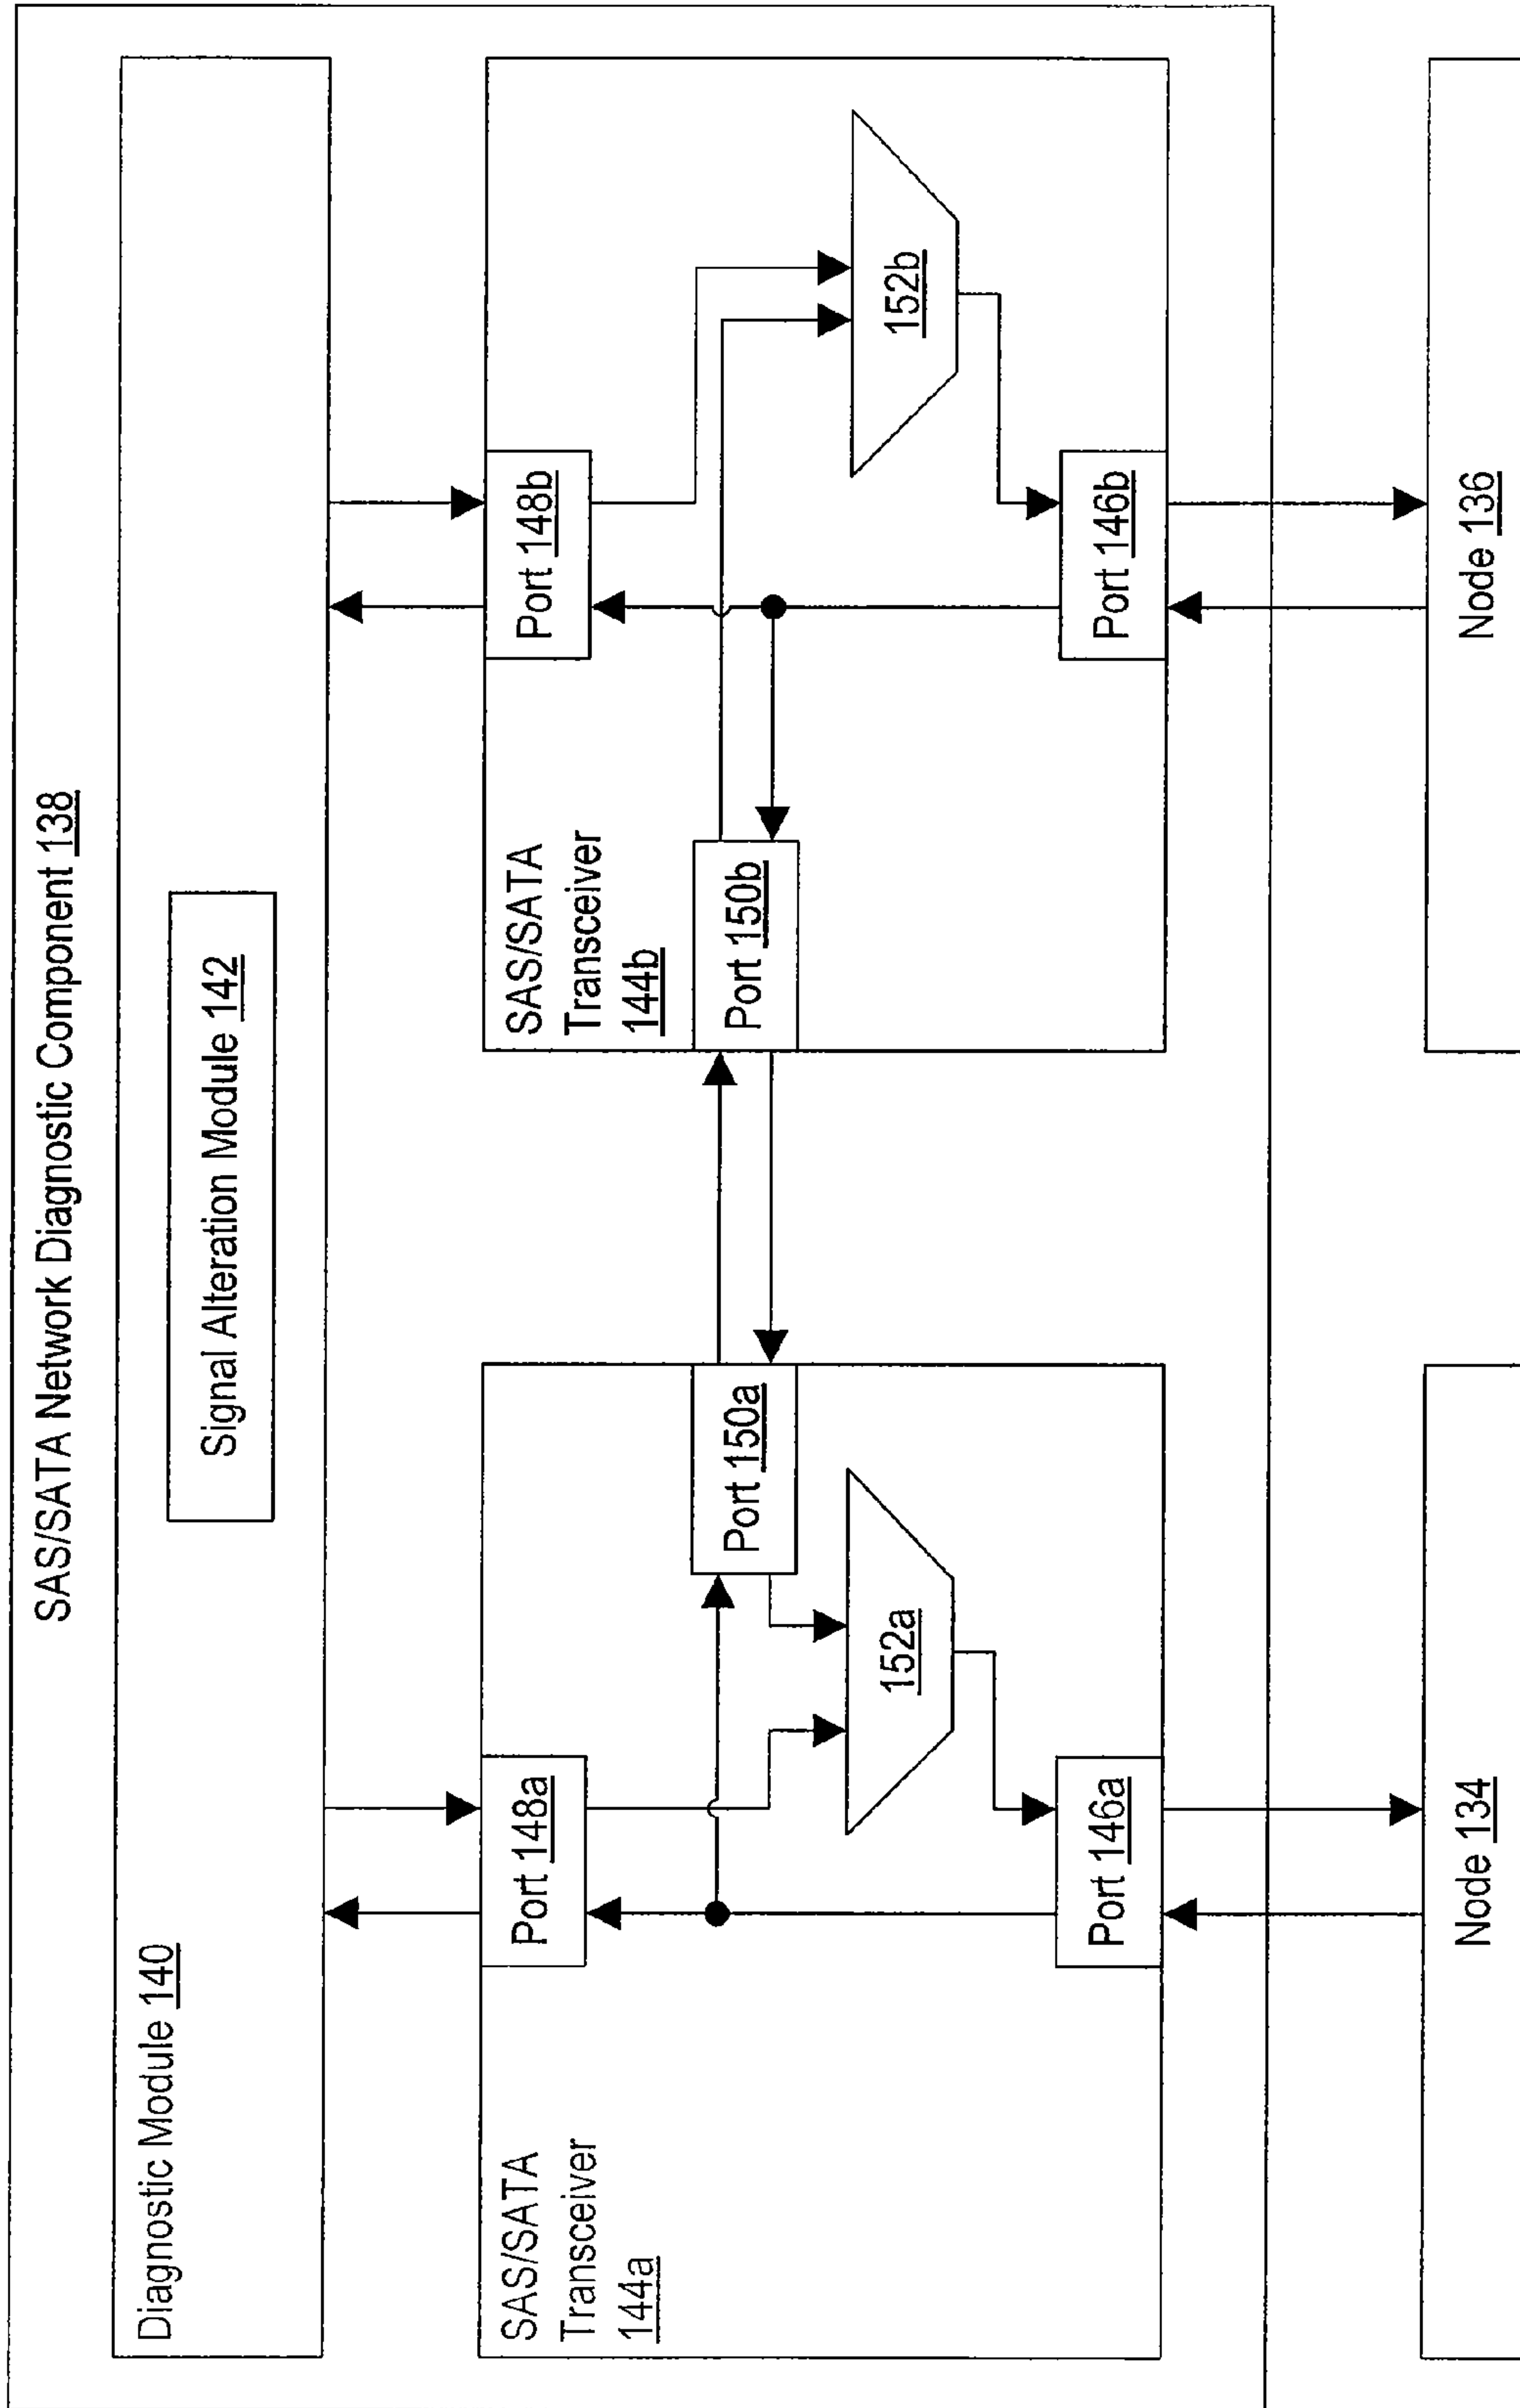 SAS/SATA Network Diagnostic Component 138
Diagnostic Module 140
Signal Alteration Module 142
SAS/SATA
Transceiver
144a
Port 148a
Port 150a
152a
Port 146a
SAS/SATA
Transceiver
144b
Port 148b
Port 150b
152b
Port 146b
Node 134
Node 136